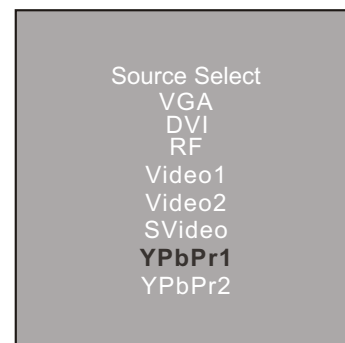 Source Select
VGA
DVI
RF
Video1
Video2
SVideo
YPbPr1
YPbPr2